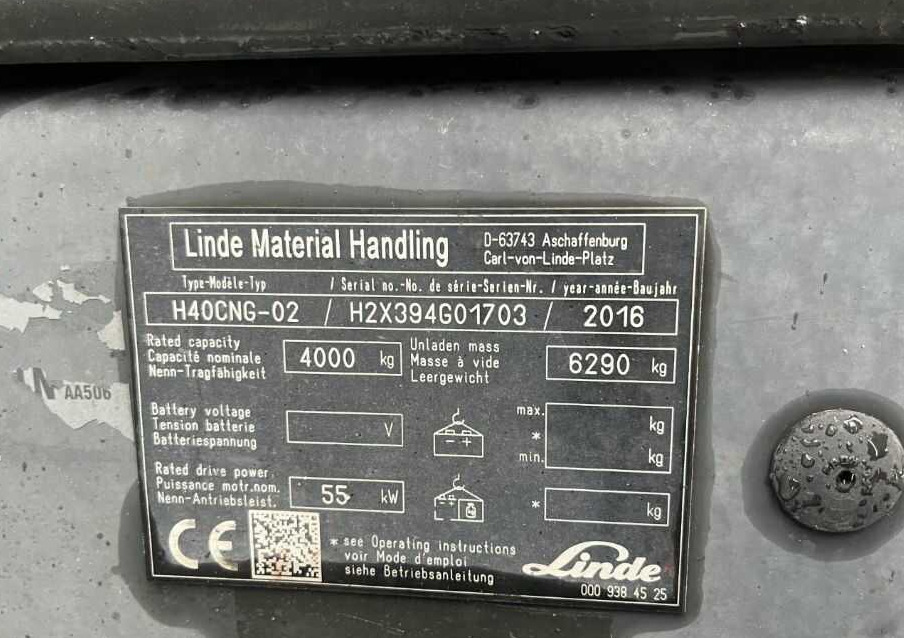 Linde Material Handling
D-63743 Aschaffenburg
Carl-von-Linde-Platz
Type-Modèle-Typ / Serial no.-No. de série-Serien-Nr. / year-année-Baujahr
H40CNG-02 / H2X394G01703 / 2016
Rated capacity
Capacité nominale
Nenn-Tragfähigkeit
4000 kg
Unladen mass
Masse à vide
Leergewicht
6290 kg
Battery voltage
Tension batterie
Batteriespannung
V
- +
max.
*
min.
kg
kg
Rated drive power.
Puissance motr.nom.
Nenn-Antriebsleist.
55 kW
- +
kg
*
kg
CE
* see Operating instructions
voir Mode d'emploi
siehe Betriebsanleitung
Linde
000 938 45 25
AA506